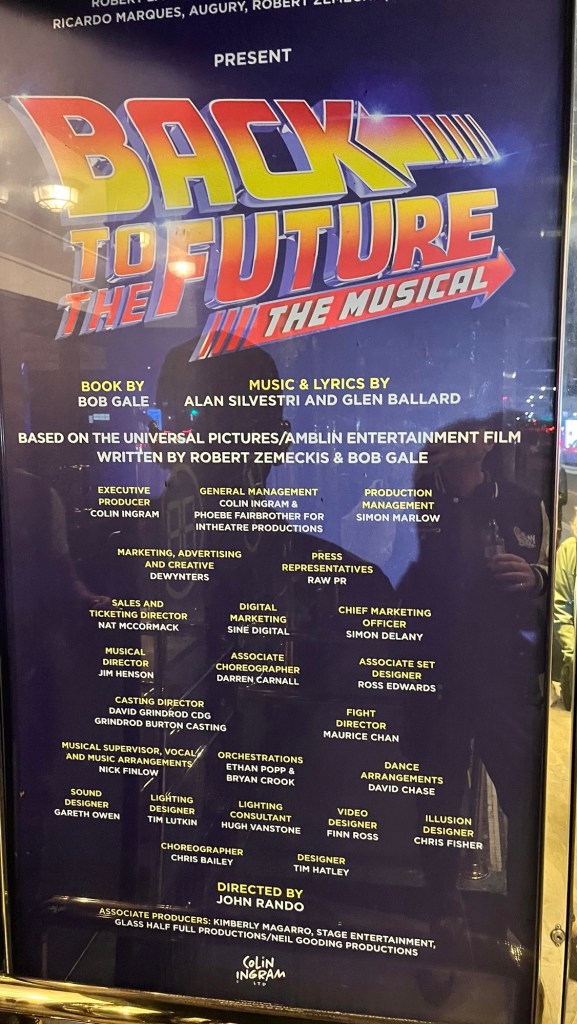 RICARDO MARQUES, AUGURY, ROBERT
PRESENT
BACK
TO THE FUTURE
THE MUSICAL
BOOK BY
BOB GALE
MUSIC & LYRICS BY
ALAN SILVESTRI AND GLEN BALLARD
BASED ON THE UNIVERSAL PICTURES/AMBLIN ENTERTAINMENT FILM
WRITTEN BY ROBERT ZEMECKIS & BOB GALE
EXECUTIVE
PRODUCER
COLIN INGRAM
GENERAL MANAGEMENT
COLIN INGRAM &
PHOEBE FAIRBROTHER FOR
INTHEATRE PRODUCTIONS
PRODUCTION
MANAGEMENT
SIMON MARLOW
MARKETING, ADVERTISING
AND CREATIVE
DEWYNTERS
PRESS
REPRESENTATIVES
RAW PR
SALES AND
TICKETING DIRECTOR
NAT MCCORMACK
DIGITAL
MARKETING
SINE DIGITAL
CHIEF MARKETING
OFFICER
SIMON DELANY
MUSICAL
DIRECTOR
JIM HENSON
ASSOCIATE
CHOREOGRAPHER
DARREN CARNALL
ASSOCIATE SET
DESIGNER
ROSS EDWARDS
CASTING DIRECTOR
DAVID GRINDROD CDG
GRINDROD BURTON CASTING
FIGHT
DIRECTOR
MAURICE CHAN
MUSICAL SUPERVISOR, VOCAL
AND MUSIC ARRANGEMENTS
NICK FINLOW
ORCHESTRATIONS
ETHAN POPP &
BRYAN CROOK
DANCE
ARRANGEMENTS
DAVID CHASE
SOUND
DESIGNER
GARETH OWEN
LIGHTING
DESIGNER
TIM LUTKIN
LIGHTING
CONSULTANT
HUGH VANSTONE
VIDEO
DESIGNER
FINN ROSS
ILLUSION
DESIGNER
CHRIS FISHER
CHOREOGRAPHER
CHRIS BAILEY
DESIGNER
TIM HATLEY
DIRECTED BY
JOHN RANDO
ASSOCIATE PRODUCERS: KIMBERLY MAGARRO, STAGE ENTERTAINMENT,
GLASS HALF FULL PRODUCTIONS/NEIL GOODING PRODUCTIONS
COLIN
INGRAM
LTD